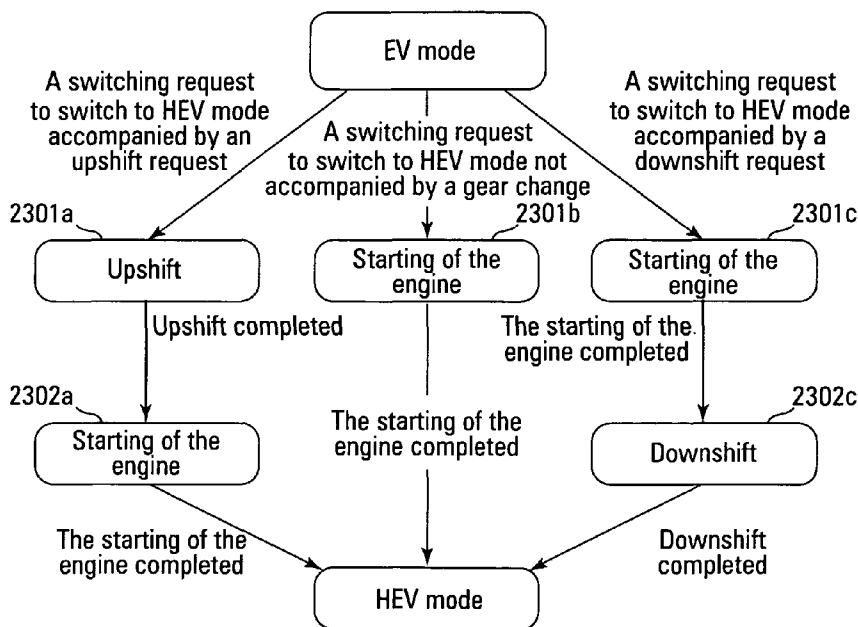 EV mode
A switching request
to switch to HEV mode
accompanied by an
upshift request
A switching request
to switch to HEV mode not
accompanied by a gear change
A switching request
to switch to HEV mode
accompanied by a
downshift request
2301a
2301b
2301c
Upshift
Starting of the
engine
Starting of the
engine
Upshift completed
The starting of the
engine completed
2302a
2302c
Starting of the
engine
The starting of the
engine completed
Downshift
The starting of the
engine completed
Downshift
completed
HEV mode